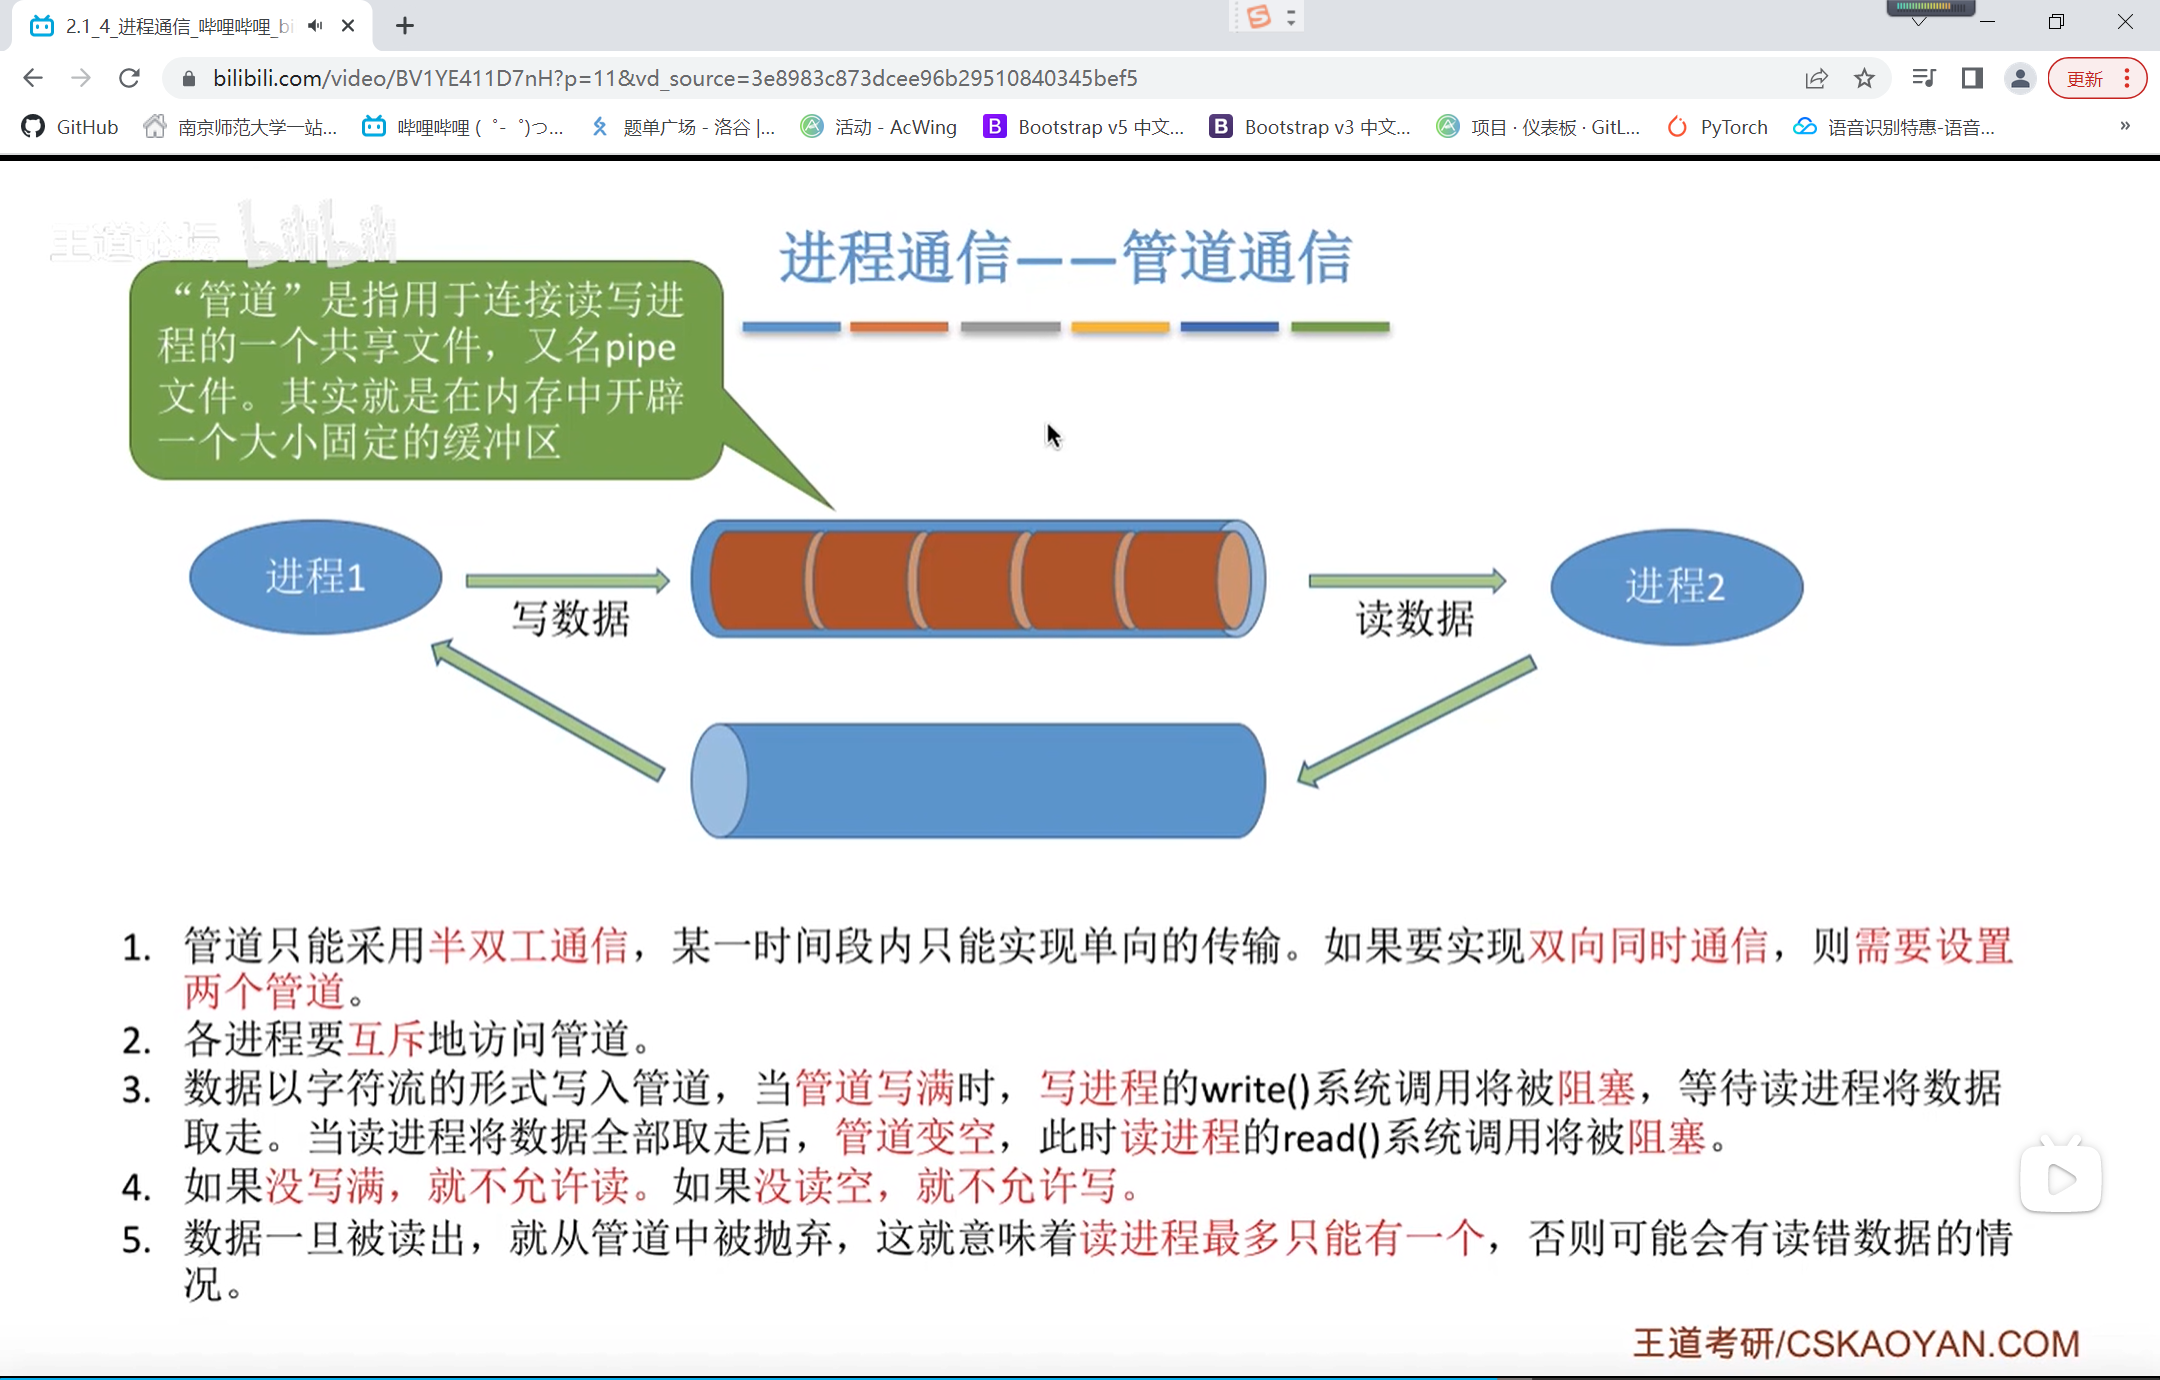 2.1_4_进程通信_哔哩哔哩_bi
bilibili.com/video/BV1YE411D7nH?p=11&vd_source=3e8983c873dcee96b29510840345bef5
更新
GitHub
南京师范大学一站...
哔哩哔哩 (゜-゜)つ...
题单广场 - 洛谷 |...
活动 - AcWing
Bootstrap v5 中文...
Bootstrap v3 中文...
项目 · 仪表板 · GitL...
PyTorch
语音识别特惠-语音...
»
王道论坛 bilibili
进程通信——管道通信
“管道”是指用于连接读写进
程的一个共享文件，又名pipe
文件。其实就是在内存中开辟
一个大小固定的缓冲区
进程1
写数据
读数据
进程2
1. 管道只能采用半双工通信，某一时间段内只能实现单向的传输。如果要实现双向同时通信，则需要设置
两个管道。
2. 各进程要互斥地访问管道。
3. 数据以字符流的形式写入管道，当管道写满时，写进程的write()系统调用将被阻塞，等待读进程将数据
取走。当读进程将数据全部取走后，管道变空，此时读进程的read()系统调用将被阻塞。
4. 如果没写满，就不允许读。如果没读空，就不允许写。
5. 数据一旦被读出，就从管道中被抛弃，这就意味着读进程最多只能有一个，否则可能会有读错数据的情
况。
王道考研/CSKAOYAN.COM